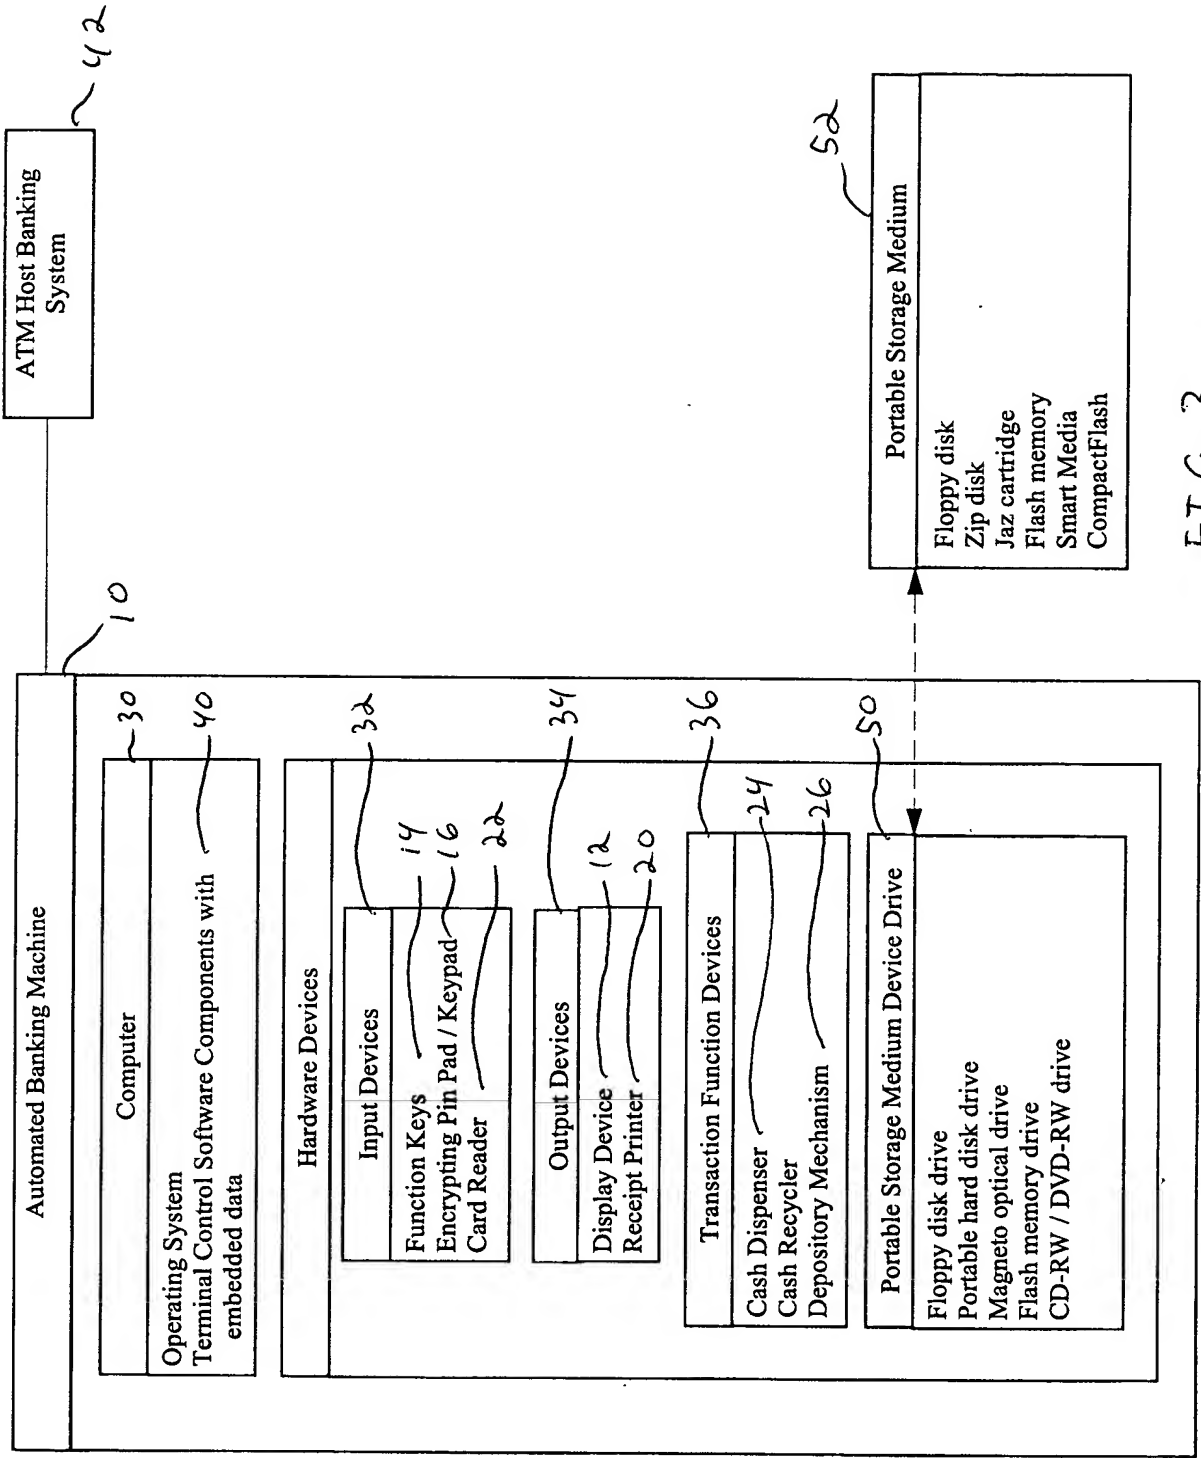 Automated Banking Machine
10
Computer
30
Operating System
Terminal Control Software Components with
embedded data
40
Hardware Devices
Input Devices
32
Function Keys
14
Encrypting Pin Pad / Keypad
16
Card Reader
22
Output Devices
34
Display Device
12
Receipt Printer
20
Transaction Function Devices
36
Cash Dispenser
24
Cash Recycler
Depository Mechanism
26
Portable Storage Medium Device Drive
50
Floppy disk drive
Portable hard disk drive
Magneto optical drive
Flash memory drive
CD-RW / DVD-RW drive
ATM Host Banking
System
42
Portable Storage Medium
52
Floppy disk
Zip disk
Jaz cartridge
Flash memory
Smart Media
CompactFlash